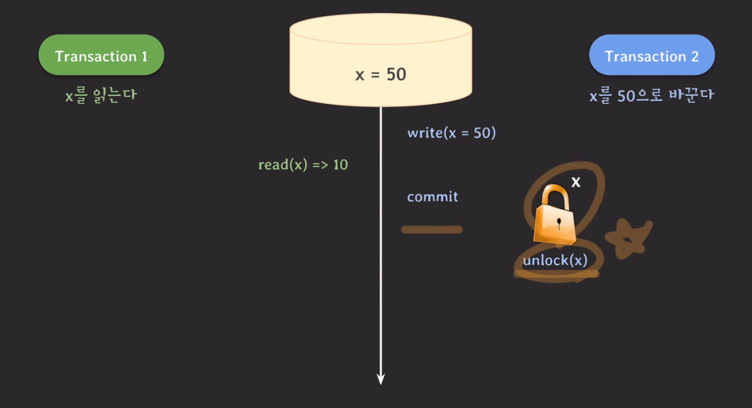 Transaction 1
x를 읽는다
x = 50
Transaction 2
x를 50으로 바꾼다
write(x = 50)
read(x) => 10
x
commit
unlock(x)